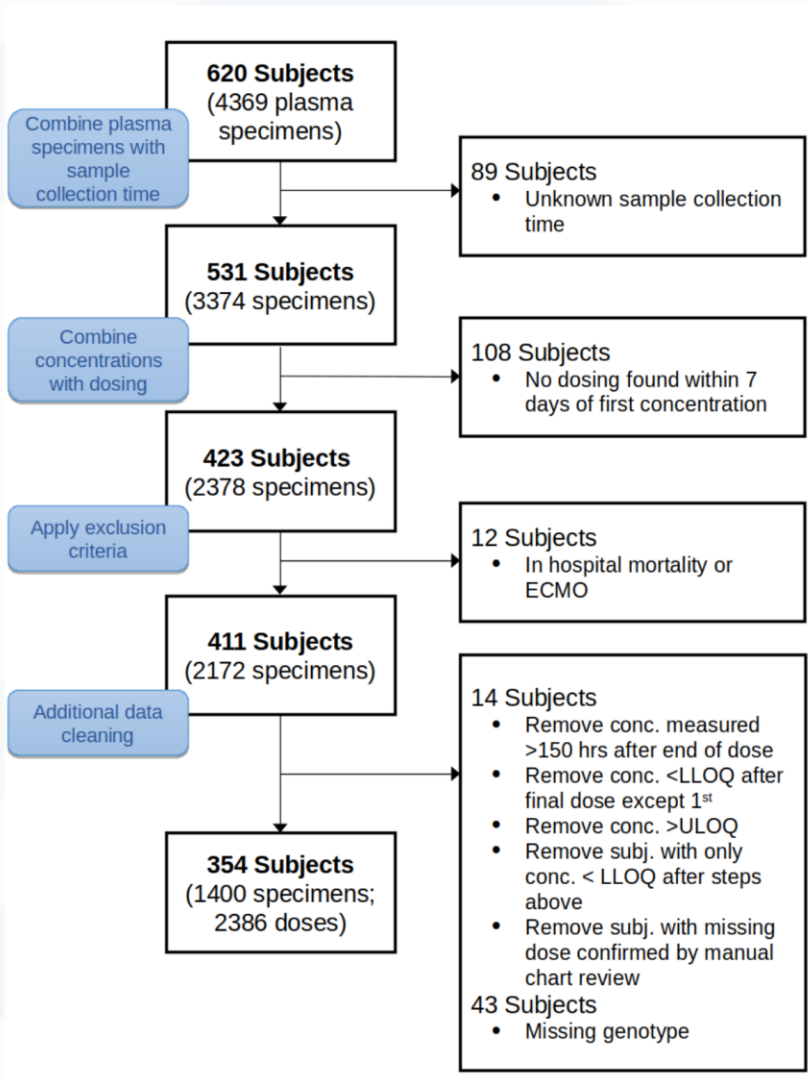 620 Subjects
(4369 plasma
specimens)
Combine plasma
specimens with
sample
collection time
89 Subjects
• Unknown sample collection
time
531 Subjects
(3374 specimens)
Combine
concentrations
with dosing
108 Subjects
• No dosing found within 7
days of first concentration
423 Subjects
(2378 specimens)
Apply exclusion
criteria
12 Subjects
• In hospital mortality or
ECMO
411 Subjects
(2172 specimens)
Additional data
cleaning
14 Subjects
• Remove conc. measured
>150 hrs after end of dose
• Remove conc. <LLOQ after
final dose except 1st
• Remove conc. >ULOQ
• Remove subj. with only
conc. < LLOQ after steps
above
• Remove subj. with missing
dose confirmed by manual
chart review
43 Subjects
• Missing genotype
354 Subjects
(1400 specimens;
2386 doses)